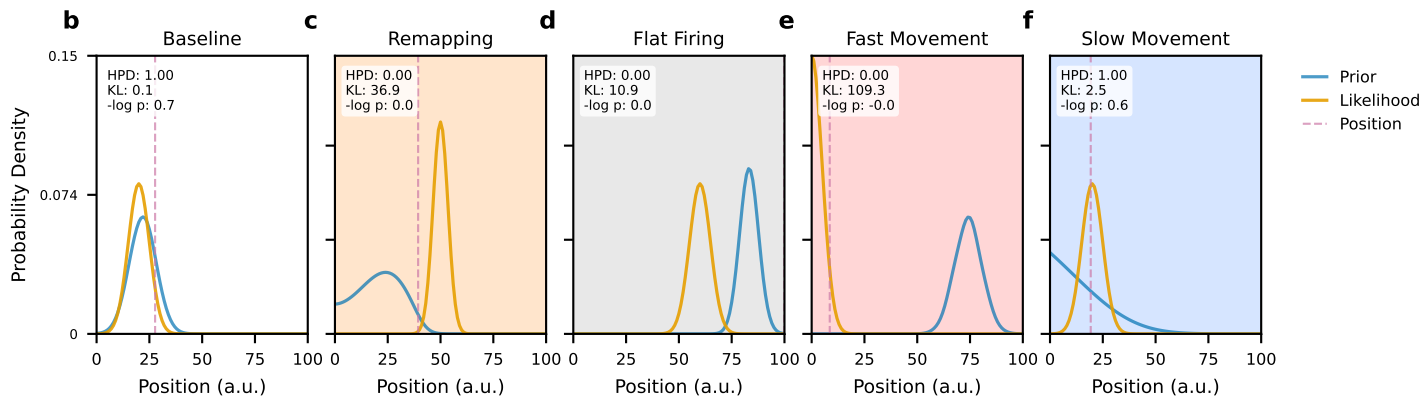 b
Baseline
Probability Density
0.15
0.074
0
HPD: 1.00
KL: 0.1
-log p: 0.7
0 25 50 75 100
Position (a.u.)
c
Remapping
HPD: 0.00
KL: 36.9
-log p: 0.0
0 25 50 75 100
Position (a.u.)
d
Flat Firing
HPD: 0.00
KL: 10.9
-log p: 0.0
0 25 50 75 100
Position (a.u.)
e
Fast Movement
HPD: 0.00
KL: 109.3
-log p: -0.0
0 25 50 75 100
Position (a.u.)
f
Slow Movement
HPD: 1.00
KL: 2.5
-log p: 0.6
0 25 50 75 100
Position (a.u.)
Prior
Likelihood
Position